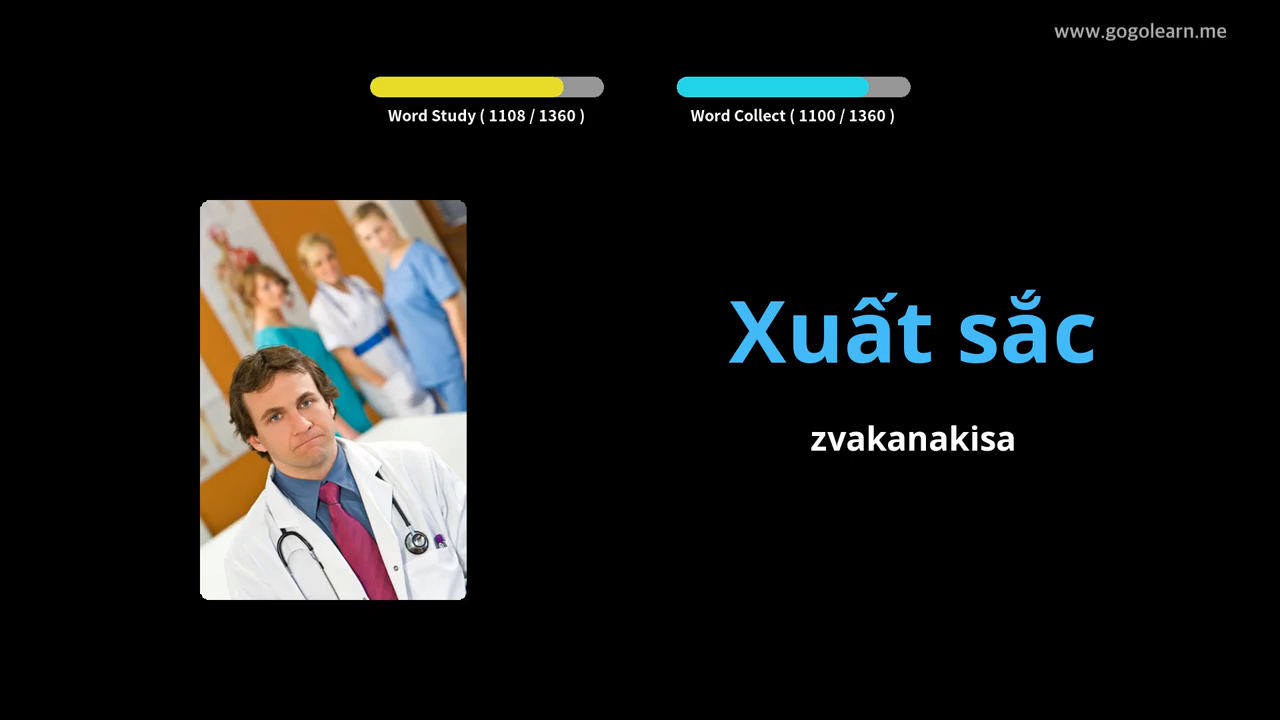 www.gogolearn.me
Word Study ( 1108 / 1360 )
Word Collect ( 1100 / 1360 )
Xuất sắc
zvakanakisa